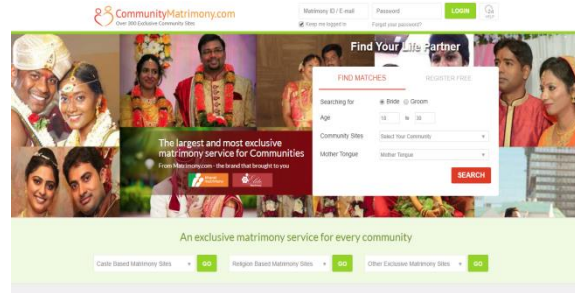 CommunityMatrimony.com
Over 300 Exclusive Community Sites
Matrimony ID / E-mail
Password
LOGIN
HELP
Keep me logged in
Forgot your password?
Find Your Life Partner
FIND MATCHES
REGISTER FREE
Searching for
Bride
Groom
Age
18
to
Community Sites
Select Your Community
Mother Tongue
Mother Tongue
SEARCH
The largest and most exclusive
matrimony service for Communities
From Matrimony.com - the brand that brought to you
An exclusive matrimony service for every community
Caste Based Matrimony Sites
GO
Religion Based Matrimony Sites
GO
Other Exclusive Matrimony Sites
GO